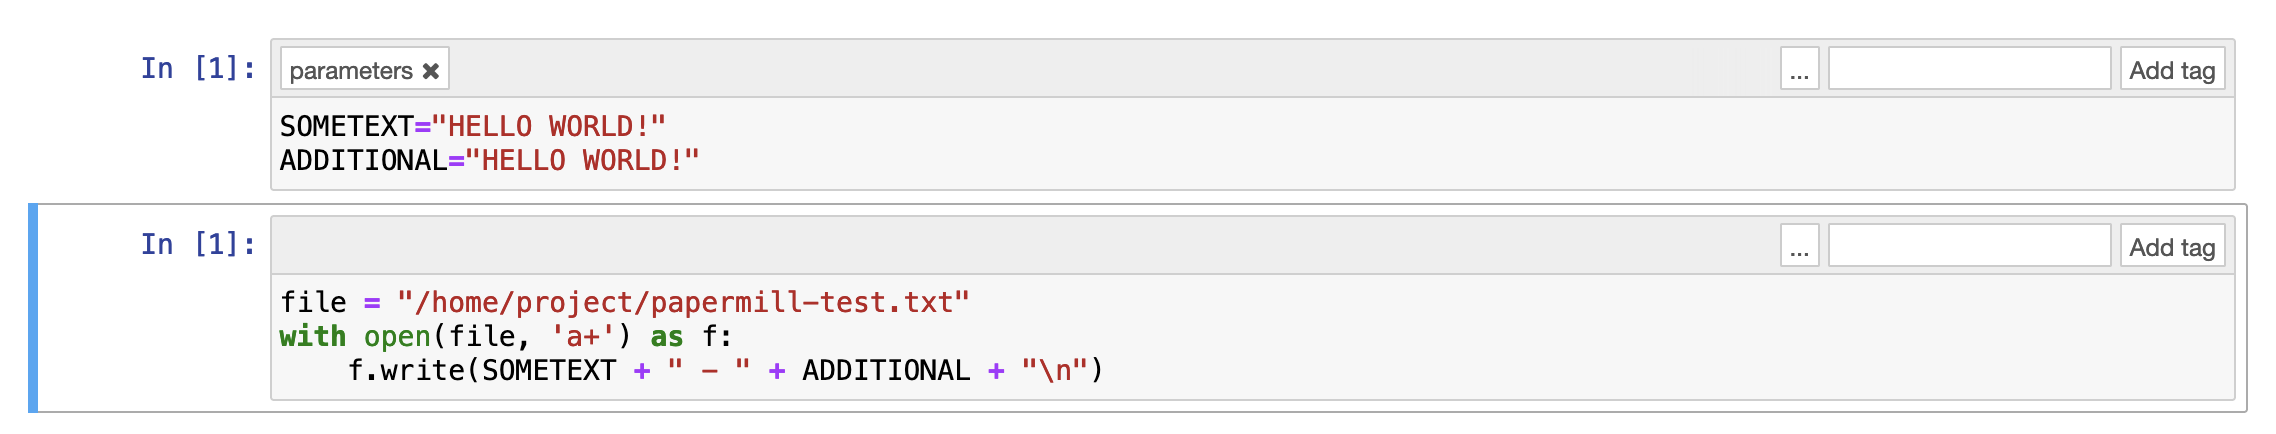 In [1]: parameters ✖ ... Add tag
SOMETEXT="HELLO WORLD!"
ADDITIONAL="HELLO WORLD!"
In [1]: ... Add tag
file = "/home/project/papermill-test.txt"
with open(file, 'a+') as f:
    f.write(SOMETEXT + " - " + ADDITIONAL + "\n")